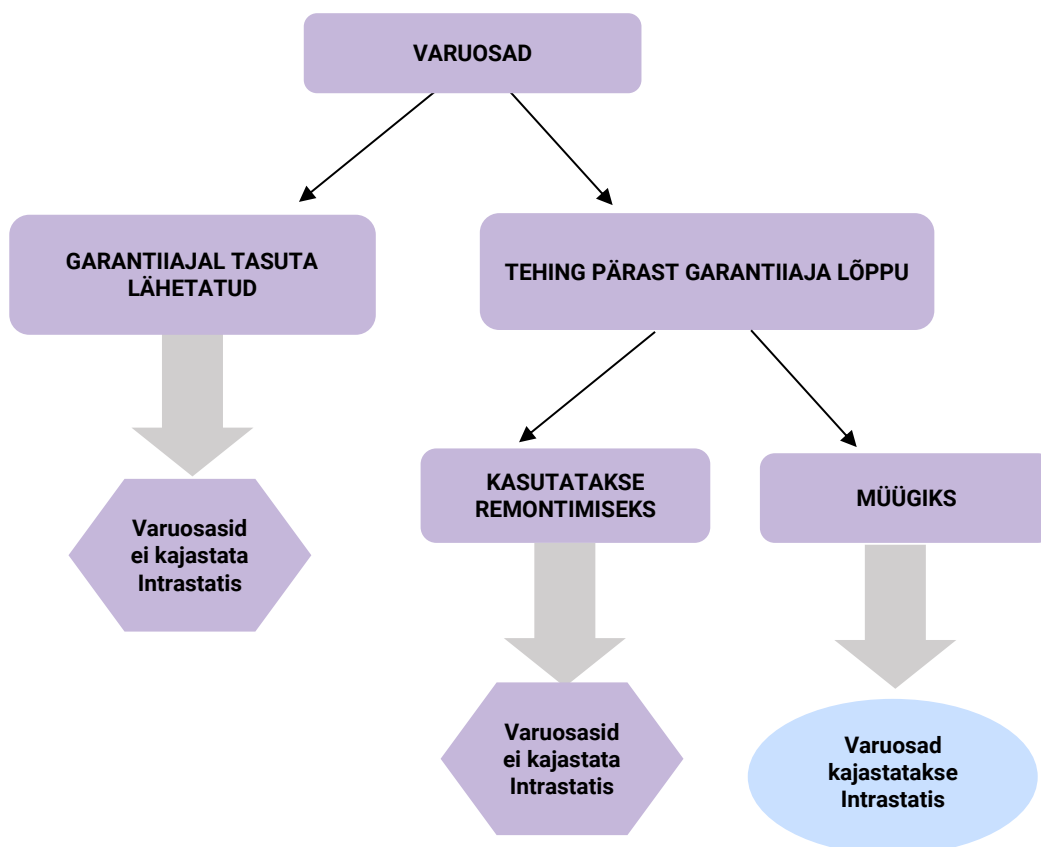 VARUOSAD
GARANTIIAJAL TASUTA
LÄHETATUD
TEHING PÄRAST GARANTIIAJA LÕPPU
KASUTATAKSE
REMONTIMISEKS
MÜÜGIKS
Varuosasid
ei kajastata
Intrastatis
Varuosasid
ei kajastata
Intrastatis
Varuosad
kajastatakse
Intrastatis